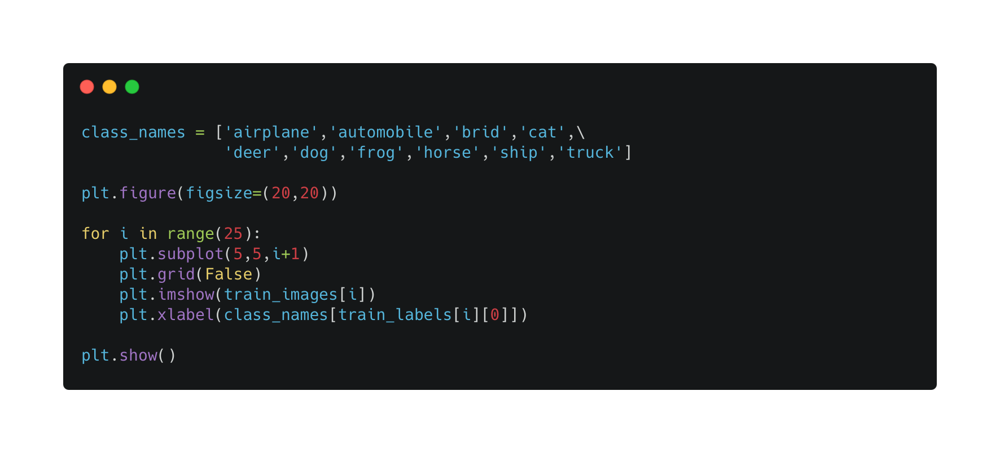 class_names = ['airplane','automobile','brid','cat',\
               'deer','dog','frog','horse','ship','truck']

plt.figure(figsize=(20,20))

for i in range(25):
    plt.subplot(5,5,i+1)
    plt.grid(False)
    plt.imshow(train_images[i])
    plt.xlabel(class_names[train_labels[i][0]])

plt.show()